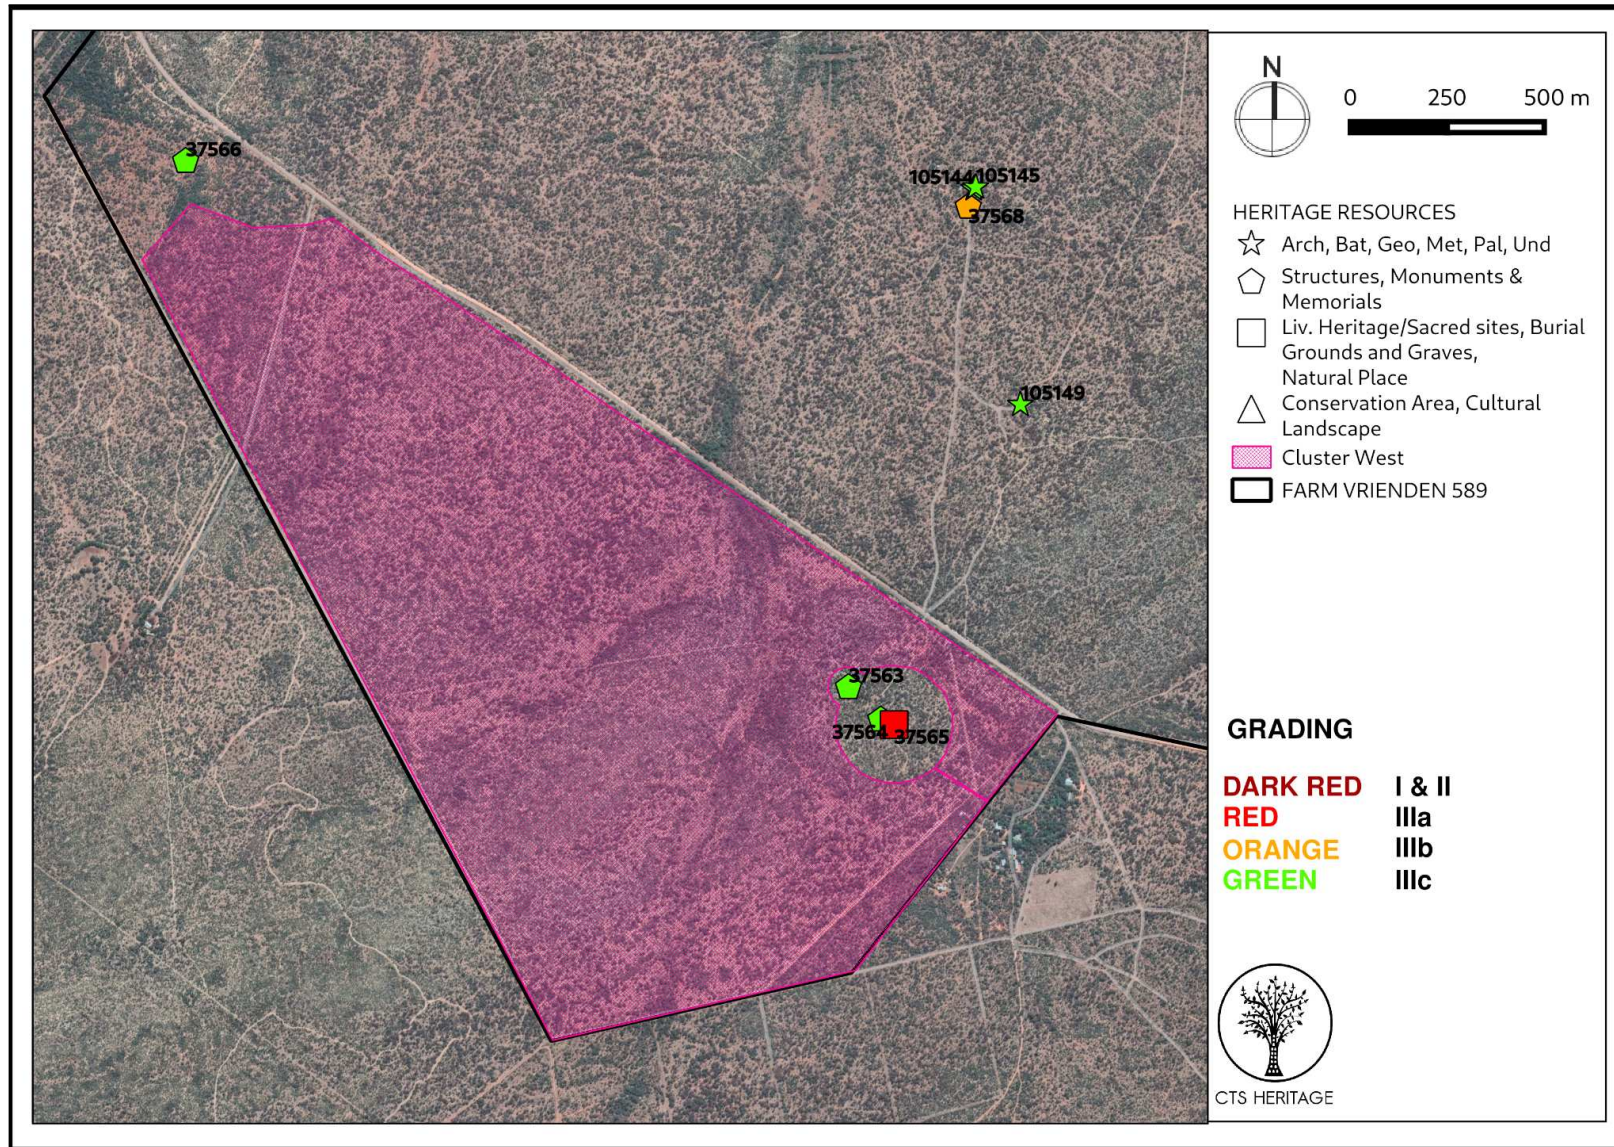 37566
105144
105145
37568
105149
37563
37564
37565
N
0 250 500 m
HERITAGE RESOURCES
Arch, Bat, Geo, Met, Pal, Und
Structures, Monuments &
Memorials
Liv. Heritage/Sacred sites, Burial
Grounds and Graves,
Natural Place
Conservation Area, Cultural
Landscape
Cluster West
FARM VRIENDEN 589
GRADING
DARK RED I & II
RED IIIa
ORANGE IIIb
GREEN IIIc
CTS HERITAGE